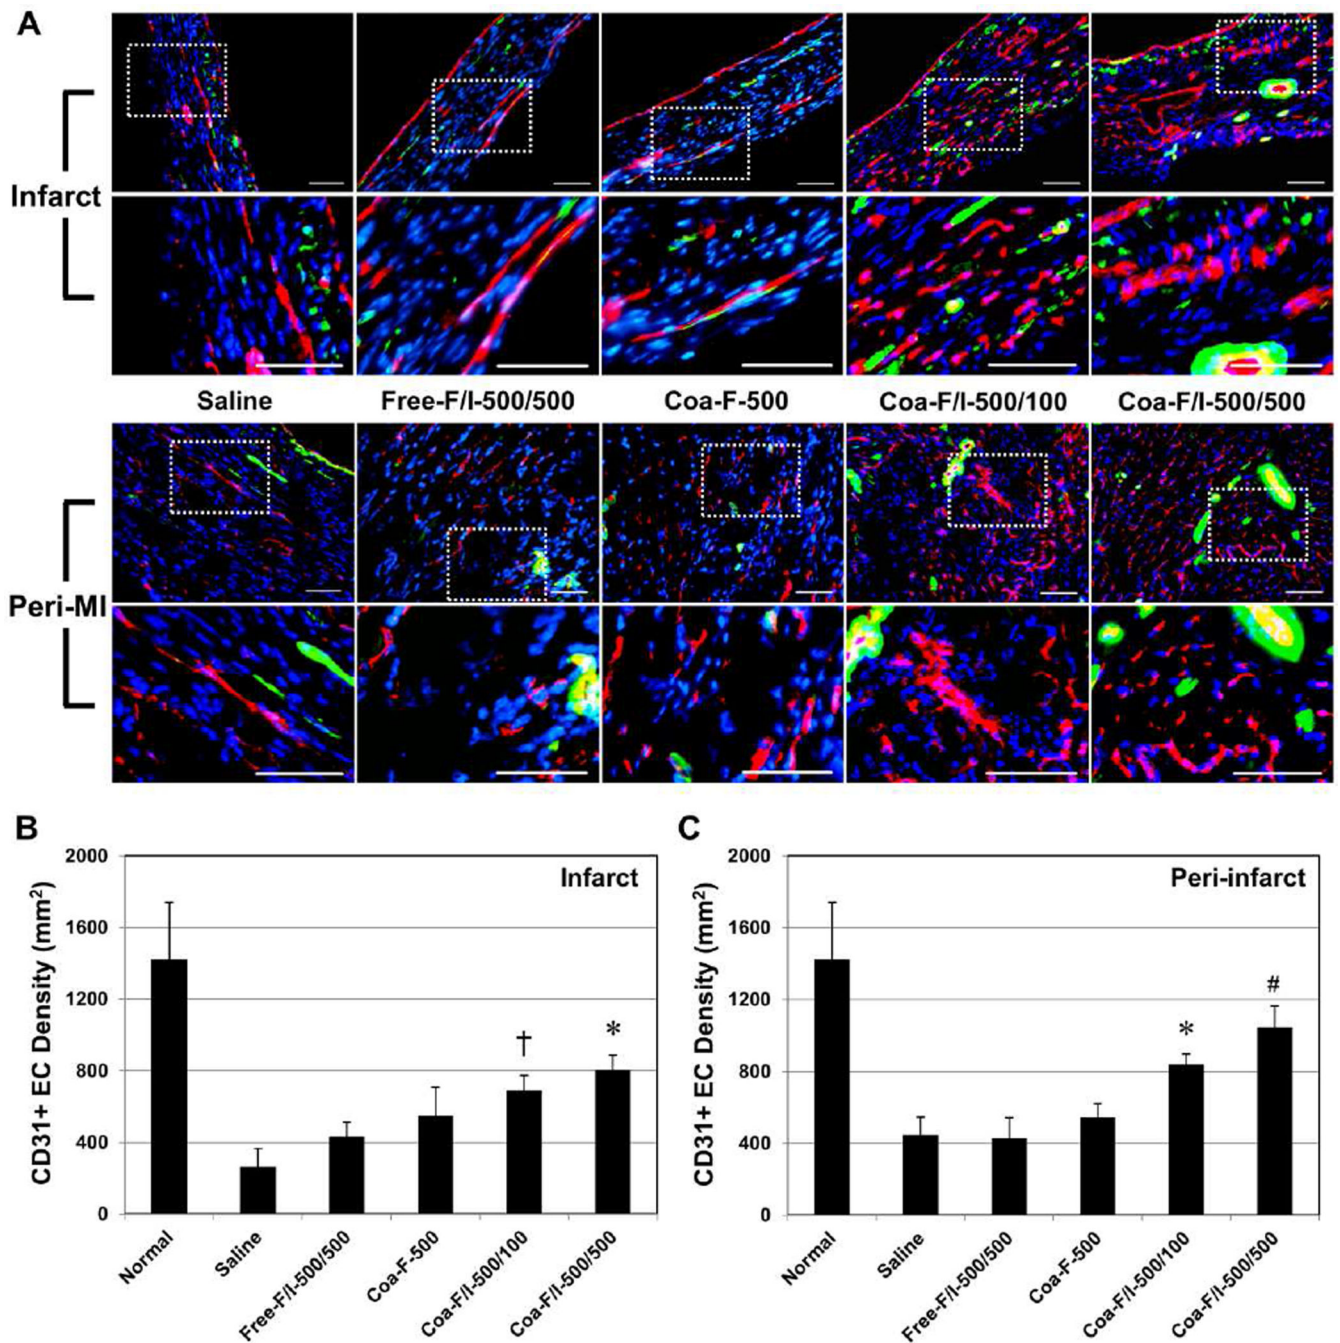 A
Infarct
Saline Free-F/I-500/500 Coa-F-500 Coa-F/I-500/100 Coa-F/I-500/500
Peri-MI
B
Infarct
CD31+ EC Density (mm²)
2000
1600
1200
800
400
0
†
*
Normal
Saline
Free-F/I-500/500
Coa-F-500
Coa-F/I-500/100
Coa-F/I-500/500
C
Peri-infarct
CD31+ EC Density (mm²)
2000
1600
1200
800
400
0
*
#
Normal
Saline
Free-F/I-500/500
Coa-F-500
Coa-F/I-500/100
Coa-F/I-500/500